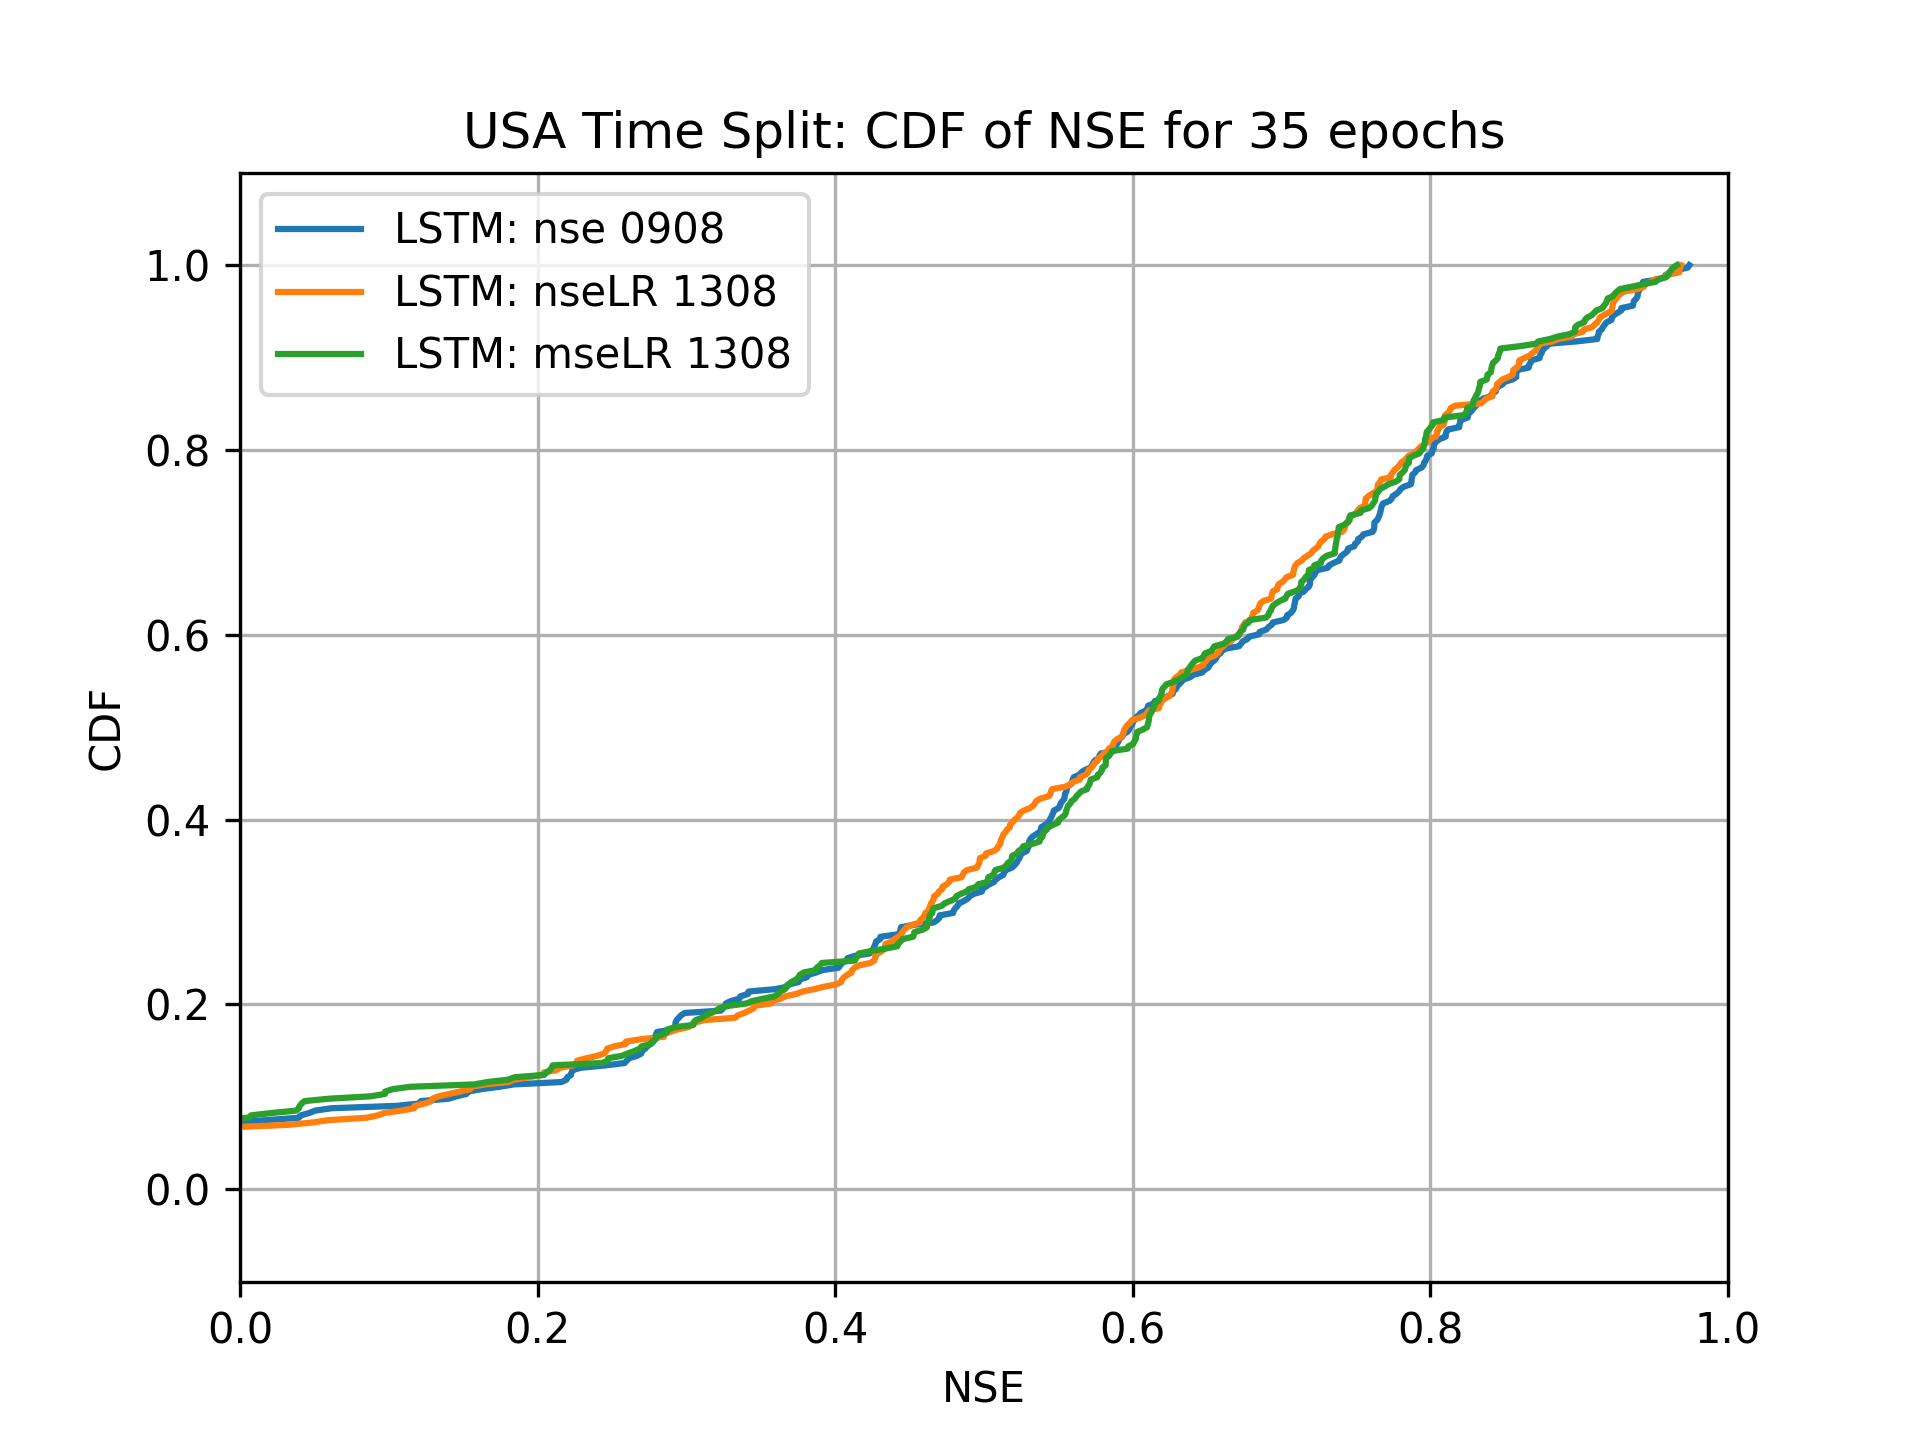 USA Time Split: CDF of NSE for 35 epochs
LSTM: nse 0908
LSTM: nseLR 1308
LSTM: mseLR 1308
1.0
0.8
0.6
0.4
0.2
0.0
CDF
0.0 0.2 0.4 0.6 0.8 1.0
NSE